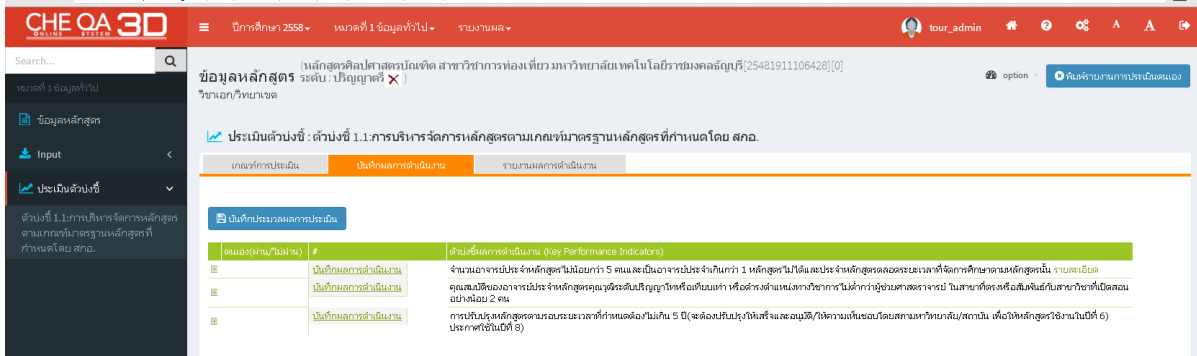 CHE QA 3D
ONLINE SYSTEM
ปีการศึกษา 2558
หมวดที่ 1 ข้อมูลทั่วไป
รายงานผล
tour_admin
A
A
Search...
หมวดที่ 1 ข้อมูลทั่วไป
ข้อมูลหลักสูตร
Input
ประเมินตัวบ่งชี้
ตัวบ่งชี้ 1.1:การบริหารจัดการหลักสูตร
ตามเกณฑ์มาตรฐานหลักสูตรที่
กำหนดโดย สกอ.
ข้อมูลหลักสูตร (หลักสูตรศิลปศาสตรบัณฑิต สาขาวิชาการท่องเที่ยว มหาวิทยาลัยเทคโนโลยีราชมงคลธัญบุรี[25481911106428][0]
ระดับ : ปริญญาตรี )
วิชาเอก/วิทยาเขต
option >
พิมพ์รายงานการประเมินตนเอง
ประเมินตัวบ่งชี้ : ตัวบ่งชี้ 1.1:การบริหารจัดการหลักสูตรตามเกณฑ์มาตรฐานหลักสูตรที่กำหนดโดย สกอ.
เกณฑ์การประเมิน
บันทึกผลการดำเนินงาน
รายงานผลการดำเนินงาน
บันทึกประมวลผลการประเมิน
ตนเอง(ผ่าน/ไม่ผ่าน) # ตัวบ่งชี้ผลการดำเนินงาน (Key Performance Indicators)
บันทึกผลการดำเนินงาน จำนวนอาจารย์ประจำหลักสูตรไม่น้อยกว่า 5 คนและเป็นอาจารย์ประจำเกินกว่า 1 หลักสูตรไม่ได้และประจำหลักสูตรตลอดระยะเวลาที่จัดการศึกษาตามหลักสูตรนั้น รายละเอียด
บันทึกผลการดำเนินงาน คุณสมบัติของอาจารย์ประจำหลักสูตรคุณวุฒิระดับปริญญาโทหรือเทียบเท่า หรือดำรงตำแหน่งทางวิชาการไม่ต่ำกว่าผู้ช่วยศาสตราจารย์ ในสาขาที่ตรงหรือสัมพันธ์กับสาขาวิชาที่เปิดสอน
อย่างน้อย 2 คน
บันทึกผลการดำเนินงาน การปรับปรุงหลักสูตรตามรอบระยะเวลาที่กำหนดต้องไม่เกิน 5 ปี(จะต้องปรับปรุงให้เสร็จและอนุมัติ/ให้ความเห็นชอบโดยสภามหาวิทยาลัย/สถาบัน เพื่อให้หลักสูตรใช้งานในปีที่ 6)
ประกาศใช้ในปีที่ 8)